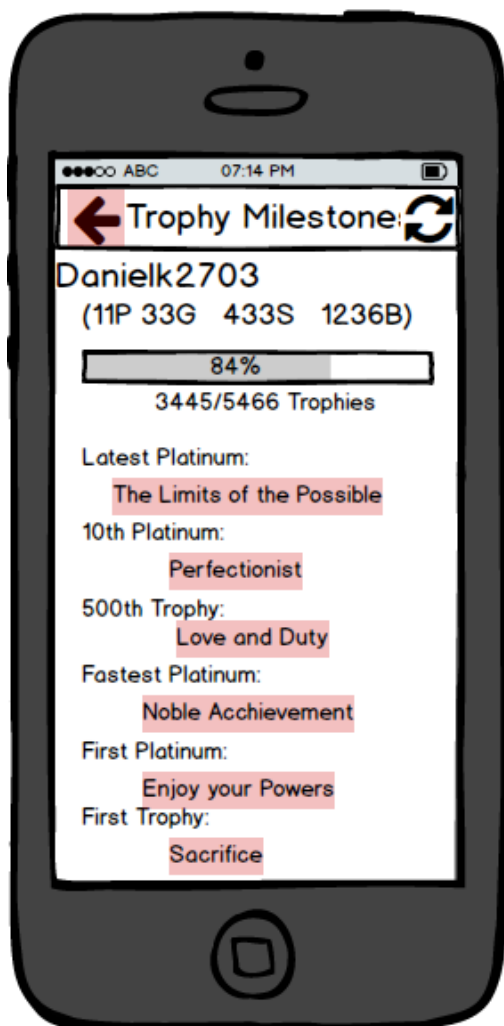 ABC 07:14 PM
Trophy Milestones
Danielk2703
(11P 33G 433S 1236B)
84%
3445/5466 Trophies
Latest Platinum:
The Limits of the Possible
10th Platinum:
Perfectionist
500th Trophy:
Love and Duty
Fastest Platinum:
Noble Acchievement
First Platinum:
Enjoy your Powers
First Trophy:
Sacrifice